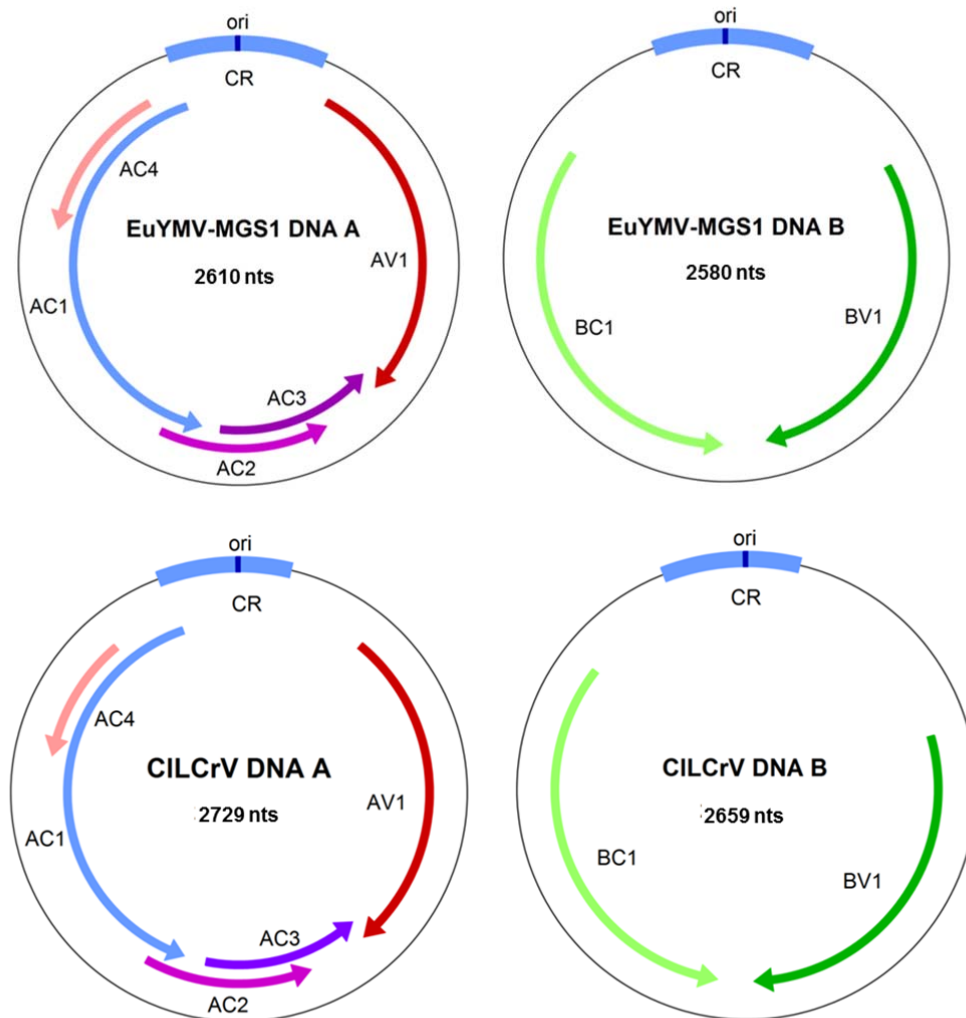 ori
CR
AC4
EuYMV-MGS1 DNA A
2610 nts
AV1
AC1
AC3
AC2
ori
CR
EuYMV-MGS1 DNA B
2580 nts
BC1
BV1
ori
CR
AC4
ClLCrV DNA A
2729 nts
AV1
AC1
AC3
AC2
ori
CR
ClLCrV DNA B
2659 nts
BC1
BV1